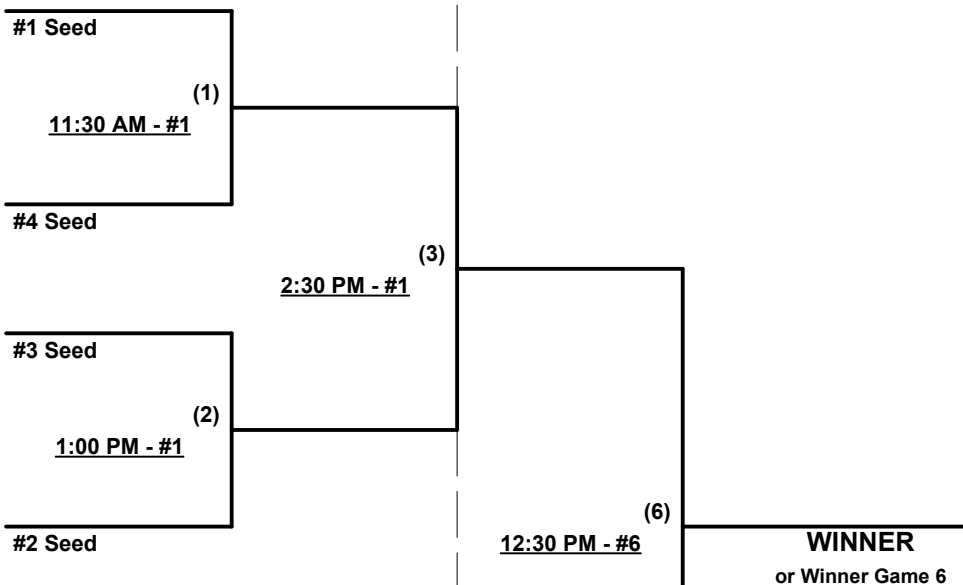 #1 Seed
(1)
11:30 AM - #1
#4 Seed
(3)
2:30 PM - #1
#3 Seed
(2)
1:00 PM - #1
#2 Seed
(6)
12:30 PM - #6
WINNER
or Winner Game 6